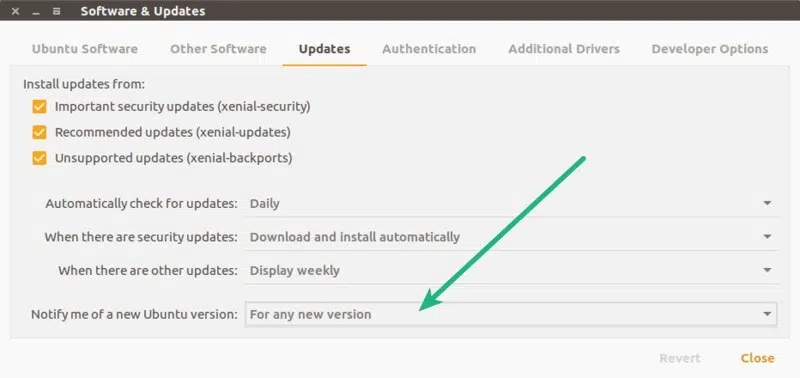 Software & Updates
Ubuntu Software Other Software Updates Authentication Additional Drivers Developer Options
Install updates from:
Important security updates (xenial-security)
Recommended updates (xenial-updates)
Unsupported updates (xenial-backports)
Automatically check for updates: Daily
When there are security updates: Download and install automatically
When there are other updates: Display weekly
Notify me of a new Ubuntu version: For any new version
Revert Close